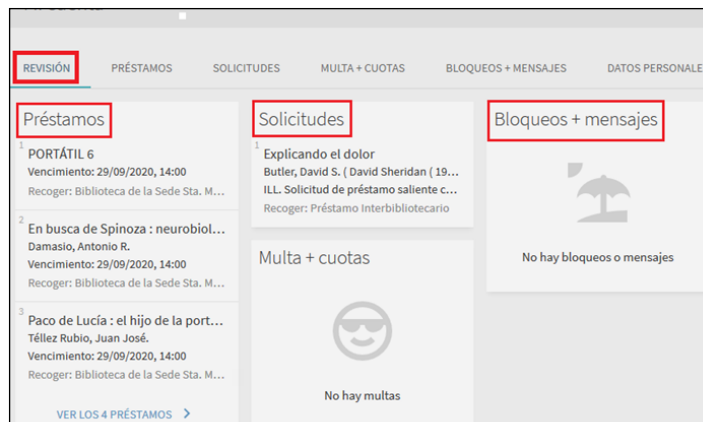 REVISIÓN
PRÉSTAMOS
SOLICITUDES
MULTA + CUOTAS
BLOQUEOS + MENSAJES
DATOS PERSONALE
Préstamos
1
PORTÁTIL 6
Vencimiento: 29/09/2020, 14:00
Recoger: Biblioteca de la Sede Sta. M...
2
En busca de Spinoza : neurobiol...
Damasio, Antonio R.
Vencimiento: 29/09/2020, 14:00
Recoger: Biblioteca de la Sede Sta. M...
3
Paco de Lucía : el hijo de la port...
Téllez Rubio, Juan José.
Vencimiento: 29/09/2020, 14:00
Recoger: Biblioteca de la Sede Sta. M...
VER LOS 4 PRÉSTAMOS >
Solicitudes
1
Explicando el dolor
Butler, David S. ( David Sheridan ( 19...
ILL. Solicitud de préstamo saliente c...
Recoger: Préstamo Interbibliotecario
Multa + cuotas
No hay multas
Bloqueos + mensajes
No hay bloqueos o mensajes